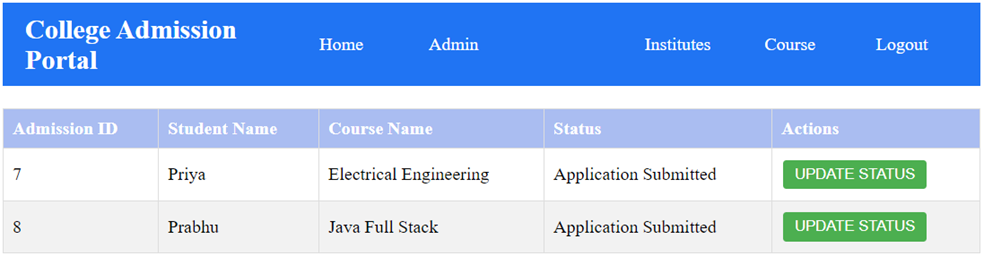 College Admission Portal Home Admin Institutes Course Logout
Admission ID Student Name Course Name Status Actions
7 Priya Electrical Engineering Application Submitted UPDATE STATUS
8 Prabhu Java Full Stack Application Submitted UPDATE STATUS